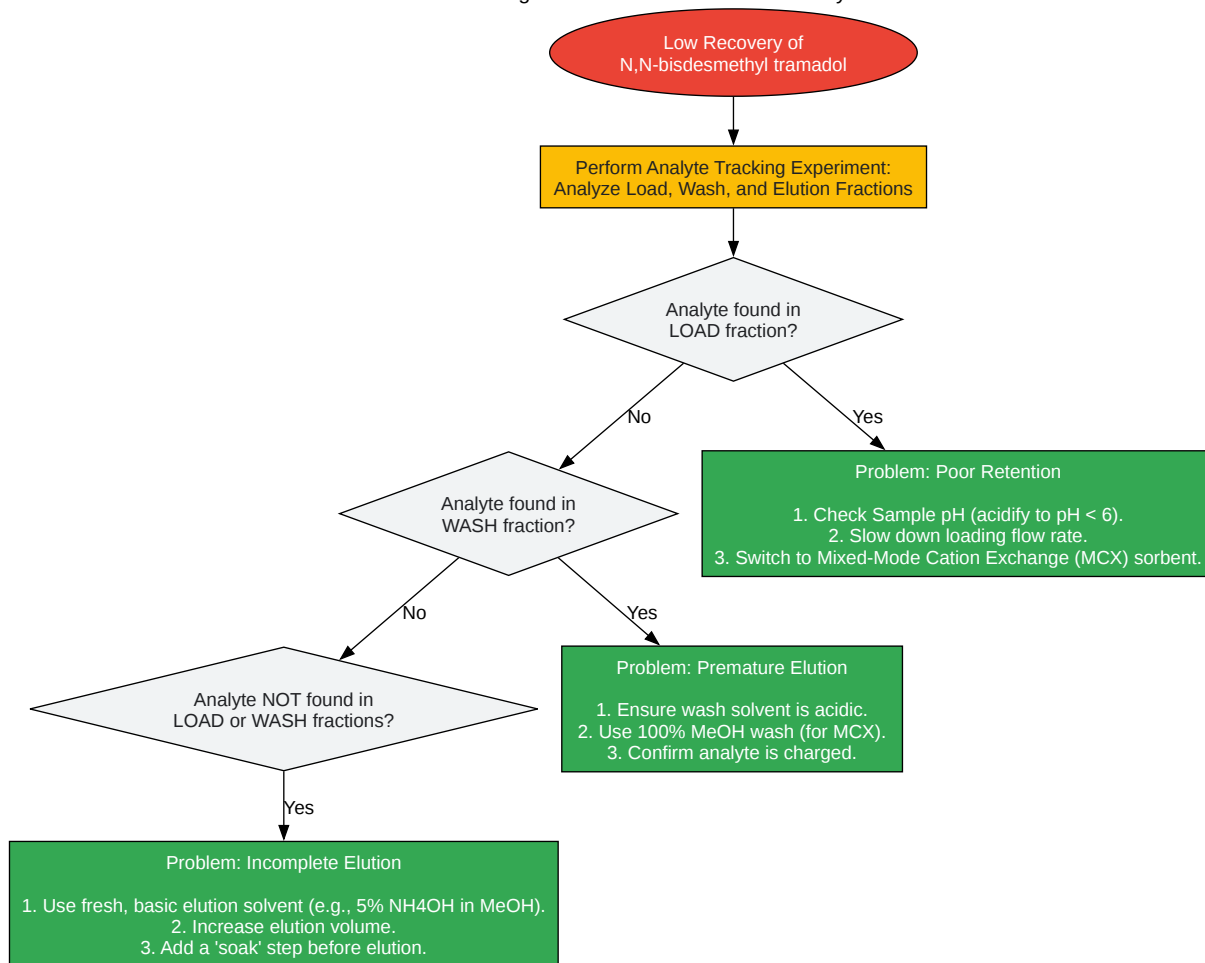 Low Recovery of
N,N-bisdesmethyl tramadol
Perform Analyte Tracking Experiment:
Analyze Load, Wash, and Elution Fractions
Analyte found in
LOAD fraction?
No
Yes
Analyte found in
WASH fraction?
Problem: Poor Retention
1. Check Sample pH (acidify to pH < 6).
2. Slow down loading flow rate.
3. Switch to Mixed-Mode Cation Exchange (MCX) sorbent.
No
Yes
Analyte NOT found in
LOAD or WASH fractions?
Problem: Premature Elution
1. Ensure wash solvent is acidic.
2. Use 100% MeOH wash (for MCX).
3. Confirm analyte is charged.
Yes
Problem: Incomplete Elution
1. Use fresh, basic elution solvent (e.g., 5% NH4OH in MeOH).
2. Increase elution volume.
3. Add a 'soak' step before elution.